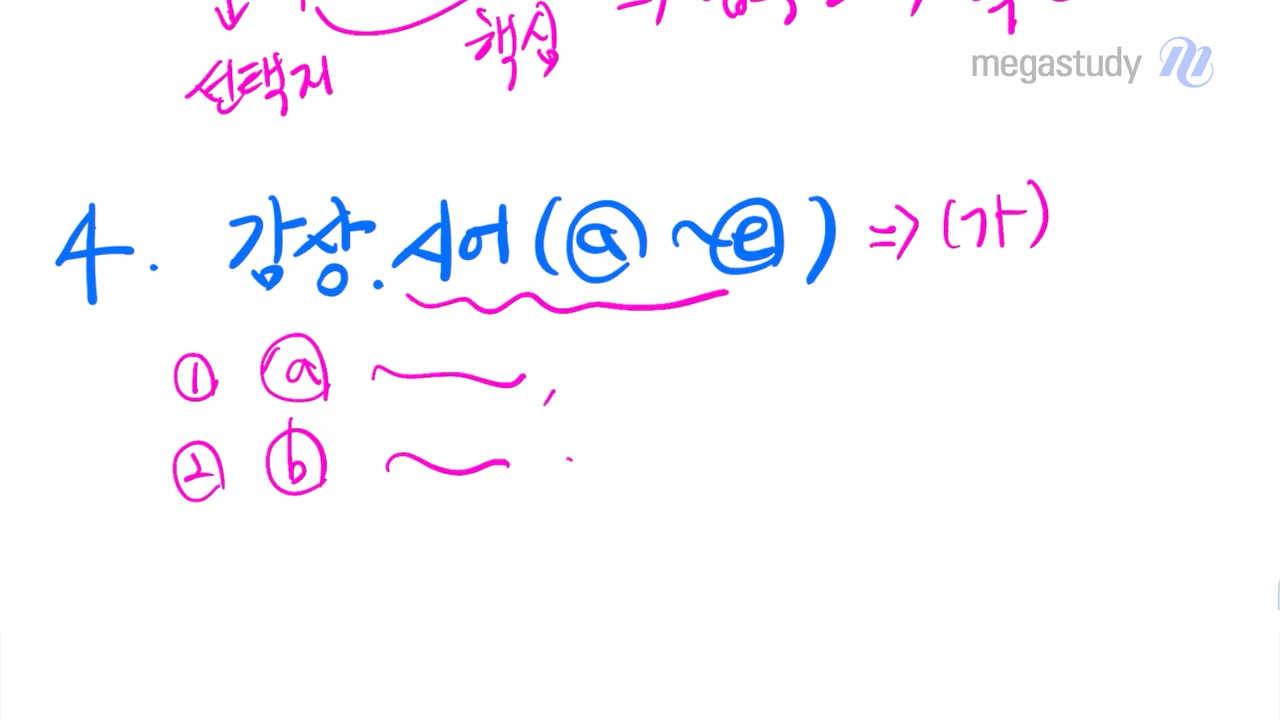 핵심
megastudy
선택지
4. 감상. 시어(ⓐ~ⓔ) => (가)
① ⓐ ~ ,
② ⓑ ~